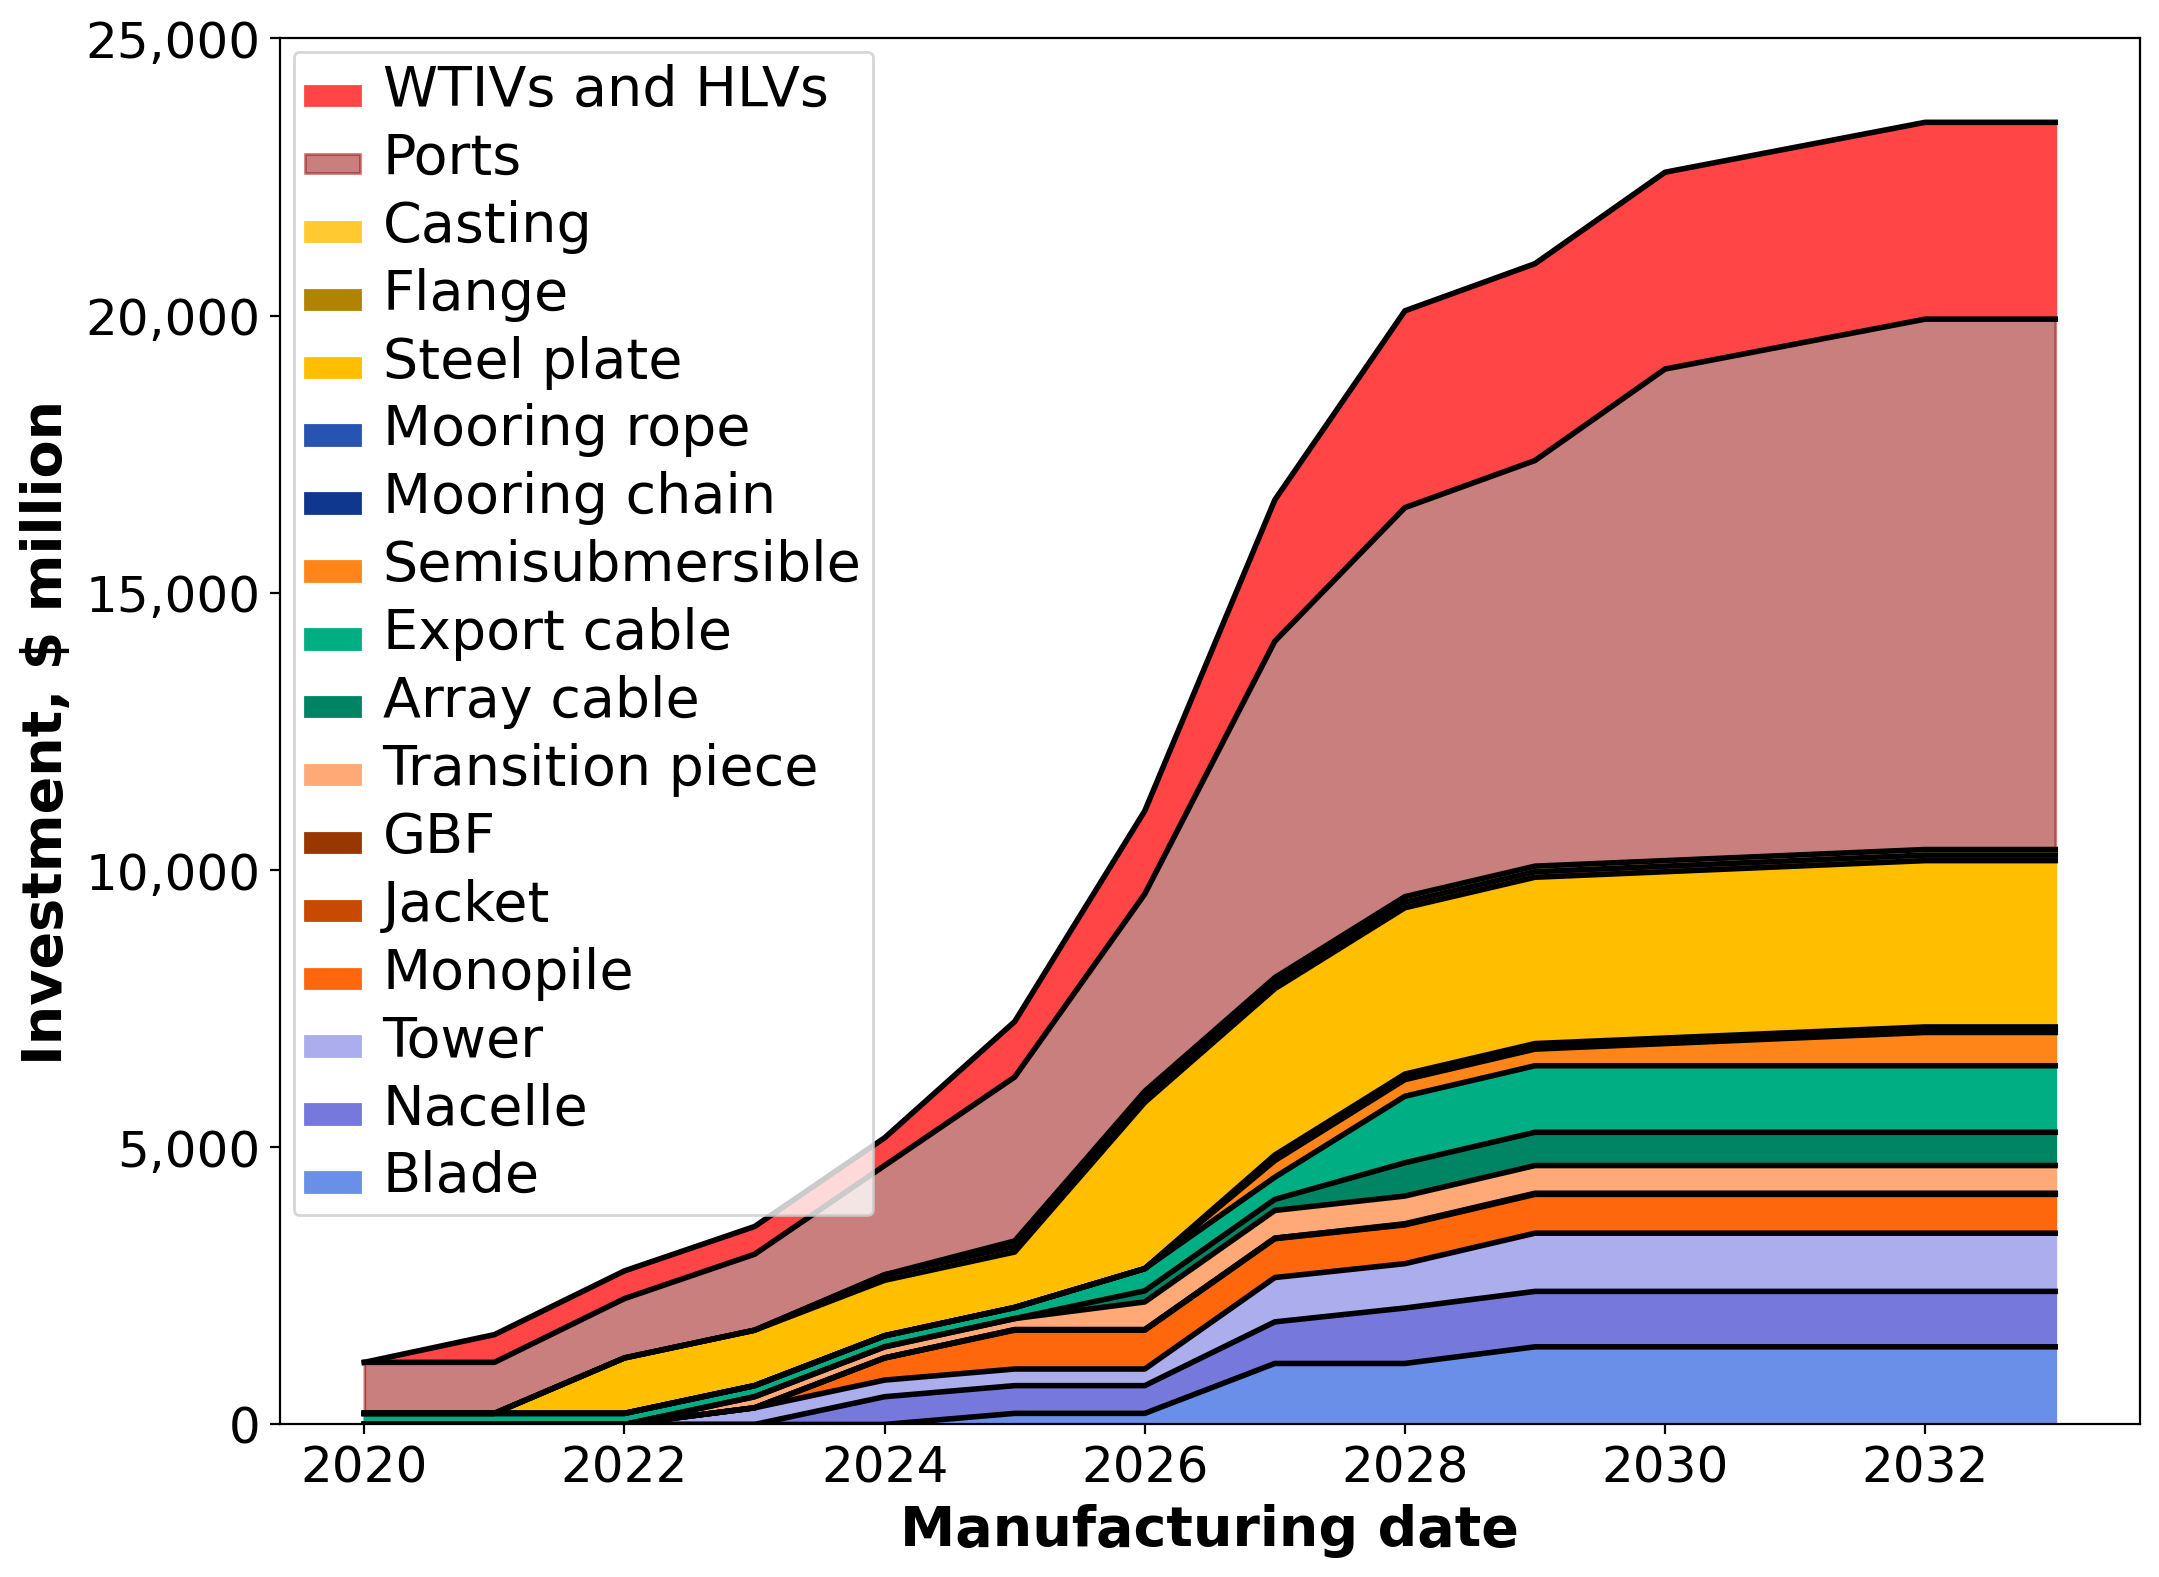 25,000
20,000
15,000
10,000
5,000
0
Investment, $ million
WTIVs and HLVs
Ports
Casting
Flange
Steel plate
Mooring rope
Mooring chain
Semisubmersible
Export cable
Array cable
Transition piece
GBF
Jacket
Monopile
Tower
Nacelle
Blade
2020 2022 2024 2026 2028 2030 2032
Manufacturing date